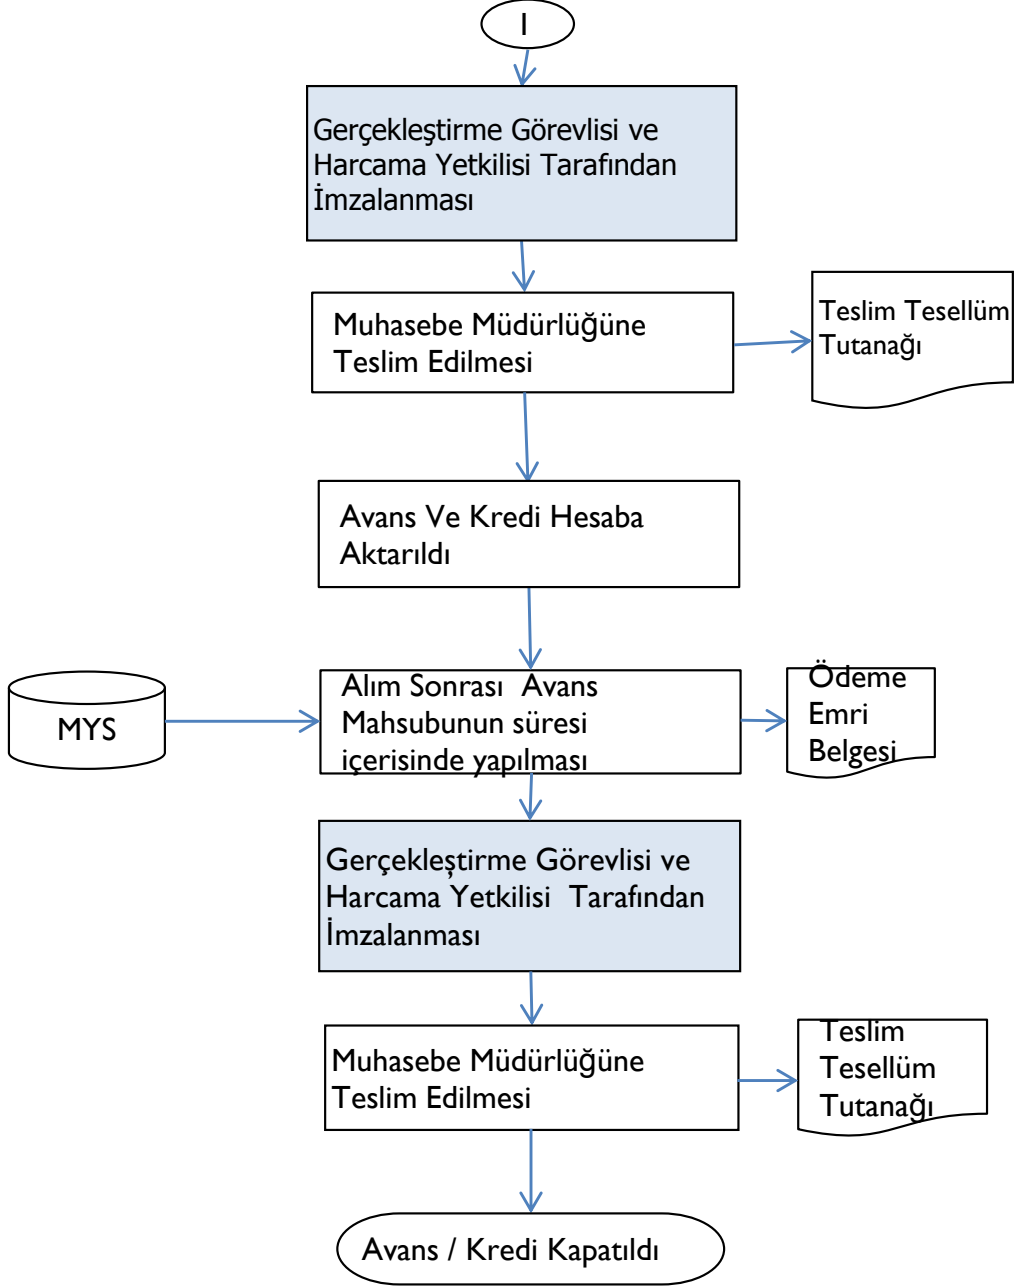 I
Gerçekleştirme Görevlisi ve
Harcama Yetkilisi Tarafından
İmzalanması
Muhasebe Müdürlüğüne
Teslim Edilmesi
Teslim Tesellüm
Tutanağı
Avans Ve Kredi Hesaba
Aktarıldı
MYS
Alım Sonrası  Avans
Mahsubunun süresi
içerisinde yapılması
Ödeme
Emri
Belgesi
Gerçekleştirme Görevlisi ve
Harcama Yetkilisi  Tarafından
İmzalanması
Muhasebe Müdürlüğüne
Teslim Edilmesi
Teslim
Tesellüm
Tutanağı
Avans / Kredi Kapatıldı